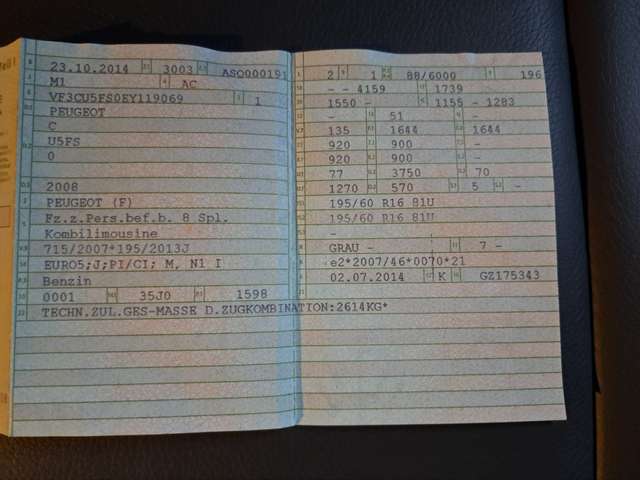 23.10.2014 3003 ASO000191
M1 AC
VF3CU5FS0EY119069 1
PEUGEOT
C
U5FS
0
2008
PEUGEOT (F)
Fz.z.Pers.bef.b. 8 Spl.
Kombilimousine
715/2007*195/2013J
EURO5;J;PI/CI; M, N1 I
Benzin
0001 35J0 1598
TECHN.ZUL.GES-MASSE D.ZUGKOMBINATION:2614KG*
2 1 88/6000 196
- - 4159 1739
1550 - 1155 - 1283
- 51 -
135 1644 1644
920 900 -
920 900 -
77 3750 70
1270 570 5 -
195/60 R16 81U
195/60 R16 81U
-
GRAU - 7 -
e2*2007/46*0070*21
02.07.2014 K GZ175343